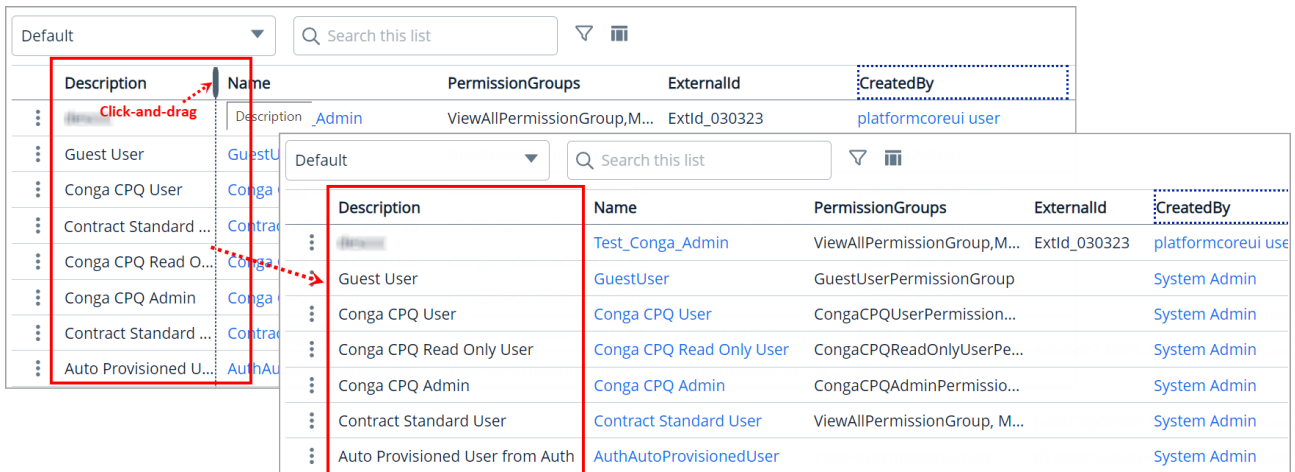 Default Search this list
Description Name PermissionGroups ExternalId CreatedBy
Click-and-drag
Description _Admin ViewAllPermissionGroup,M... ExtId_030323 platformcoreui user
Guest User GuestU
Conga CPQ User Conga
Contract Standard ... Contrac
Conga CPQ Read O... Conga
Conga CPQ Admin Conga
Contract Standard ... Contrac
Auto Provisioned U... AuthAu
Default Search this list
Description Name PermissionGroups ExternalId CreatedBy
Test_Conga_Admin ViewAllPermissionGroup,M... ExtId_030323 platformcoreui use
Guest User GuestUser GuestUserPermissionGroup System Admin
Conga CPQ User Conga CPQ User CongaCPQUserPermission... System Admin
Conga CPQ Read Only User Conga CPQ Read Only User CongaCPQReadOnlyUserPe... System Admin
Conga CPQ Admin Conga CPQ Admin CongaCPQAdminPermissio... System Admin
Contract Standard User Contract Standard User ViewAllPermissionGroup, M... System Admin
Auto Provisioned User from Auth AuthAutoProvisionedUser System Admin